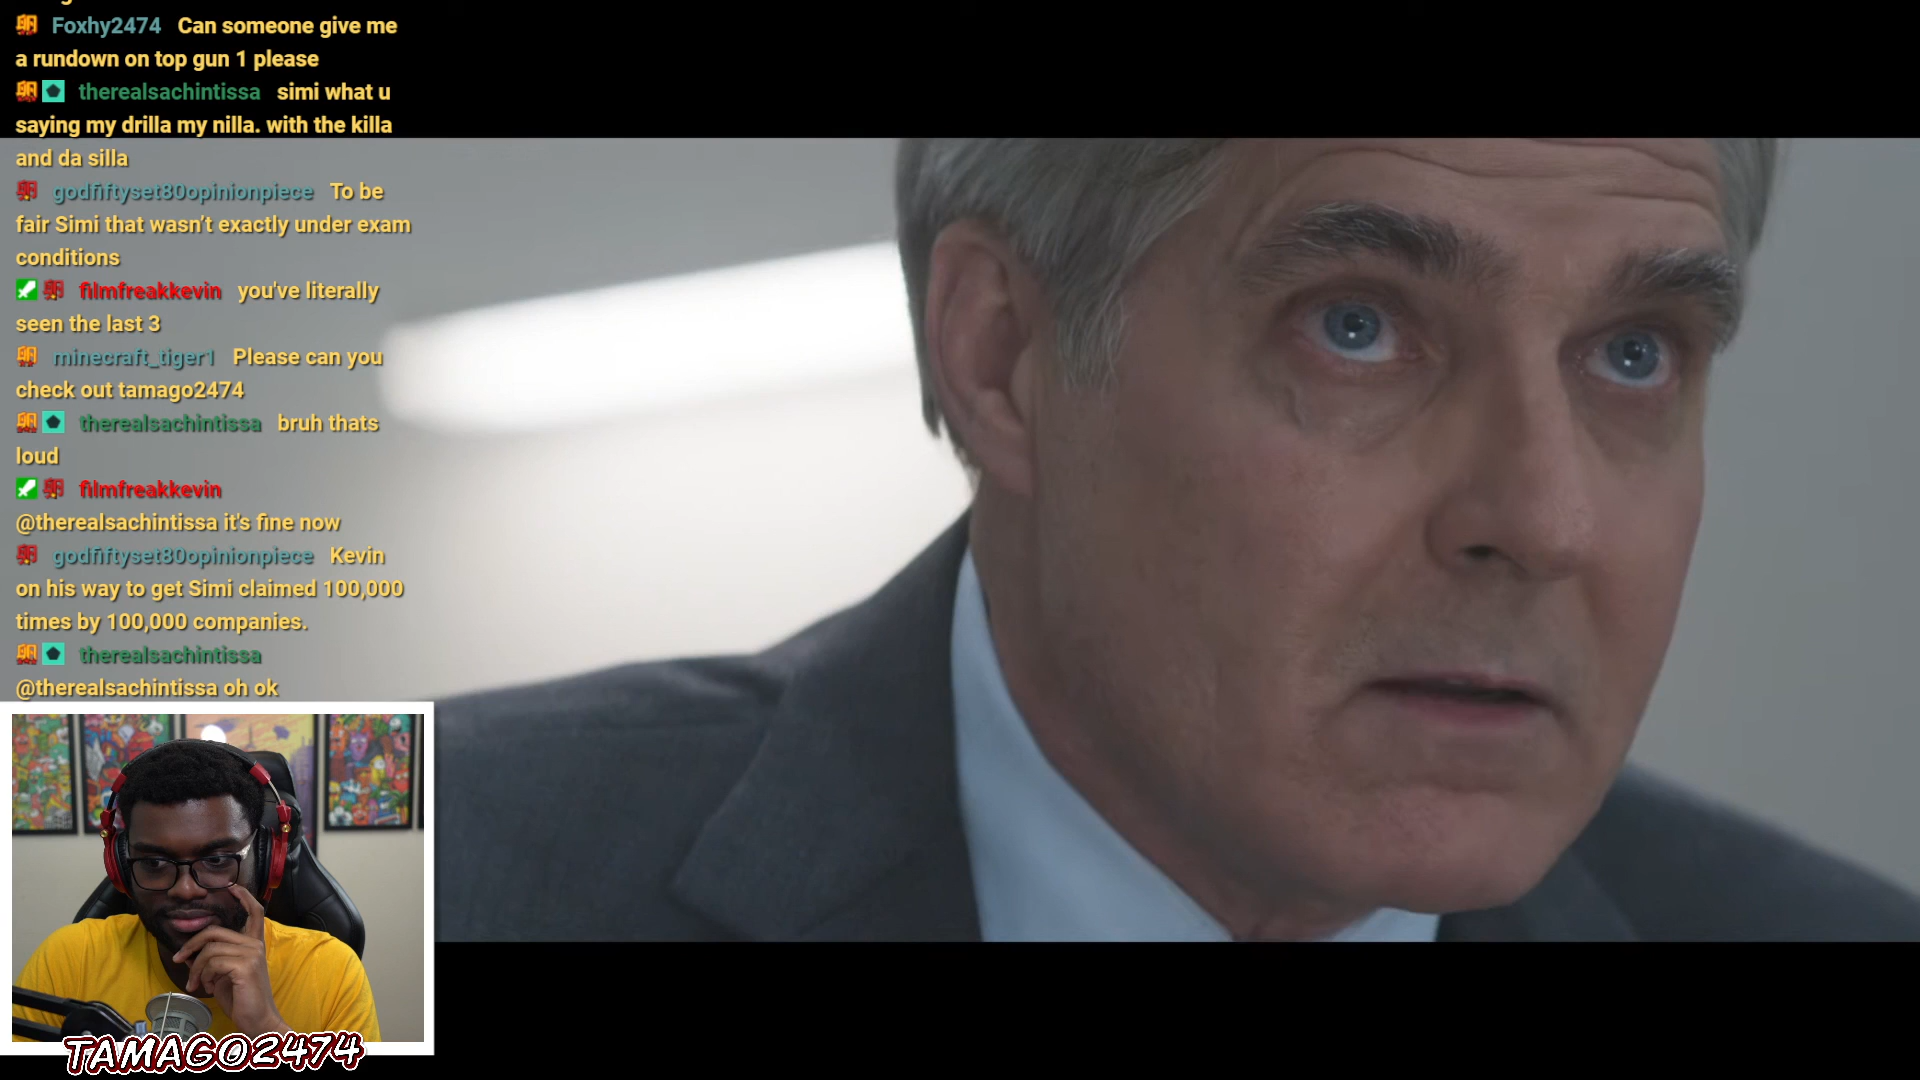 Foxhy2474 Can someone give me
a rundown on top gun 1 please
therealsachintissa simi what u
saying my drilla my nilla. with the killa
and da silla
godfiftyset80opinionpiece To be
fair Simi that wasn't exactly under exam
conditions
filmfreakkevin you've literally
seen the last 3
minecraft_tiger1 Please can you
check out tamago2474
therealsachintissa bruh thats
loud
filmfreakkevin
@therealsachintissa it's fine now
godfiftyset80opinionpiece Kevin
on his way to get Simi claimed 100,000
times by 100,000 companies.
therealsachintissa
@therealsachintissa oh ok
TAMAGO2474